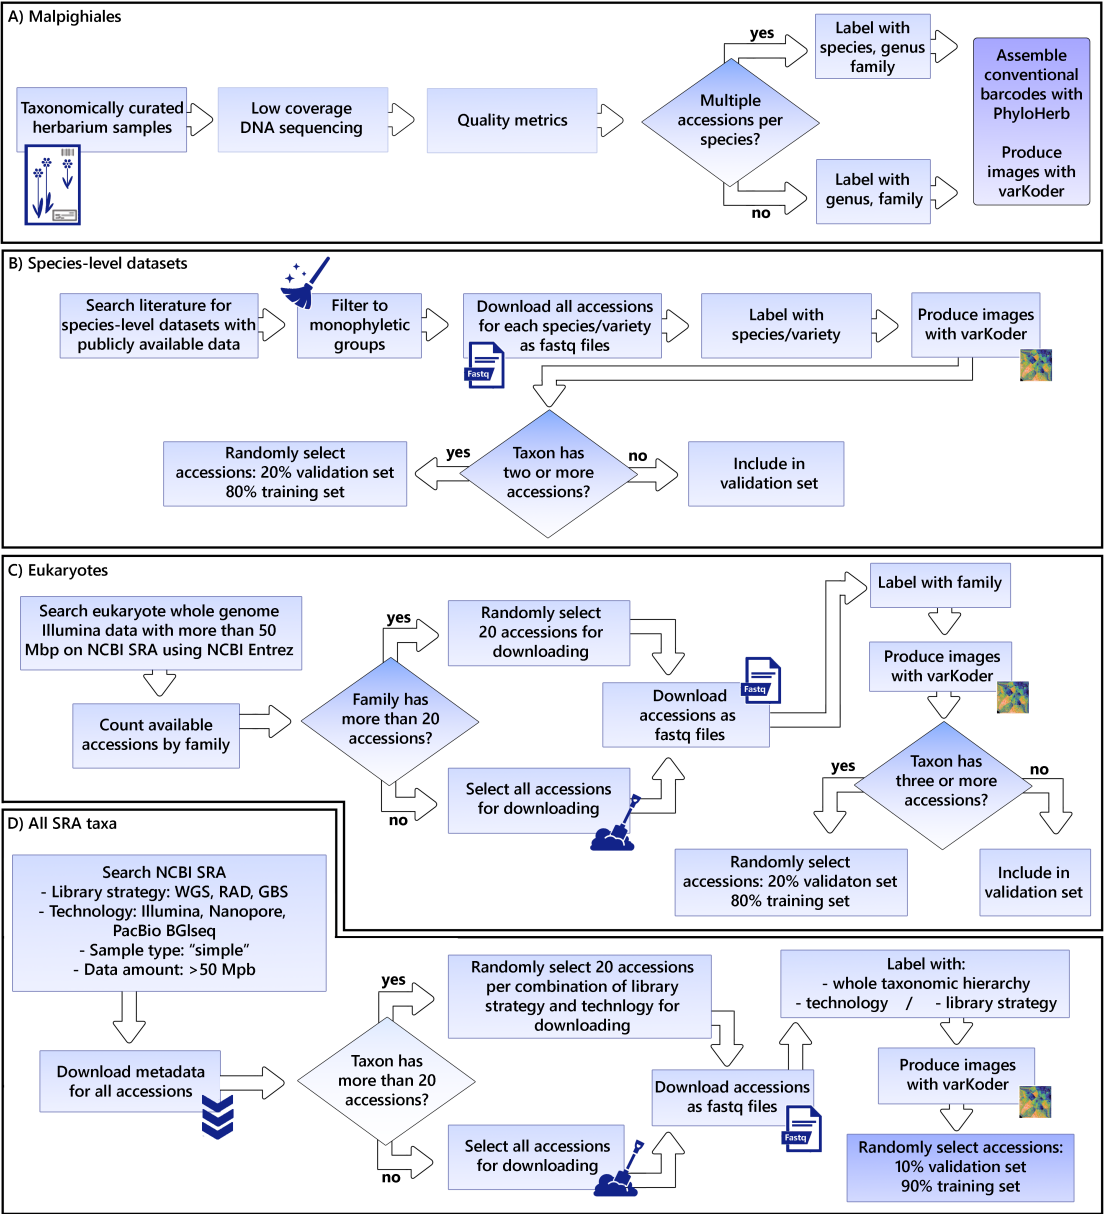 A) Malpighiales
Taxonomically curated
herbarium samples
Low coverage
DNA sequencing
Quality metrics
Multiple
accessions per
species?
yes
Label with
species, genus
family
no
Label with
genus, family
Assemble
conventional
barcodes with
PhyloHerb
Produce
images with
varKoder
B) Species-level datasets
Search literature for
species-level datasets with
publicly available data
Filter to
monophyletic
groups
Download all accessions
for each species/variety
as fastq files
Fastq
Label with
species/variety
Produce images
with varKoder
Taxon has
two or more
accessions?
yes
Randomly select
accessions: 20% validation set
80% training set
no
Include in
validation set
C) Eukaryotes
Search eukaryote whole genome
Illumina data with more than 50
Mbp on NCBI SRA using NCBI Entrez
Count available
accessions by family
Family has
more than 20
accessions?
yes
Randomly select
20 accessions for
downloading
no
Select all accessions
for downloading
Download
accessions as
fastq files
Fastq
Label with family
Produce images
with varKoder
Taxon has
three or more
accessions?
yes
Randomly select
accessions: 20% validaton set
80% training set
no
Include in
validation set
D) All SRA taxa
Search NCBI SRA
- Library strategy: WGS, RAD, GBS
- Technology: Illumina, Nanopore,
PacBio BGIseq
- Sample type: “simple”
- Data amount: >50 Mpb
Download metadata
for all accessions
Taxon has
more than 20
accessions?
yes
Randomly select 20 accessions
per combination of library
strategy and technlogy for
downloading
no
Select all accessions
for downloading
Download accessions
as fastq files
Fastq
Label with:
- whole taxonomic hierarchy
- technology / - library strategy
Produce images
with varKoder
Randomly select accessions:
10% validation set
90% training set